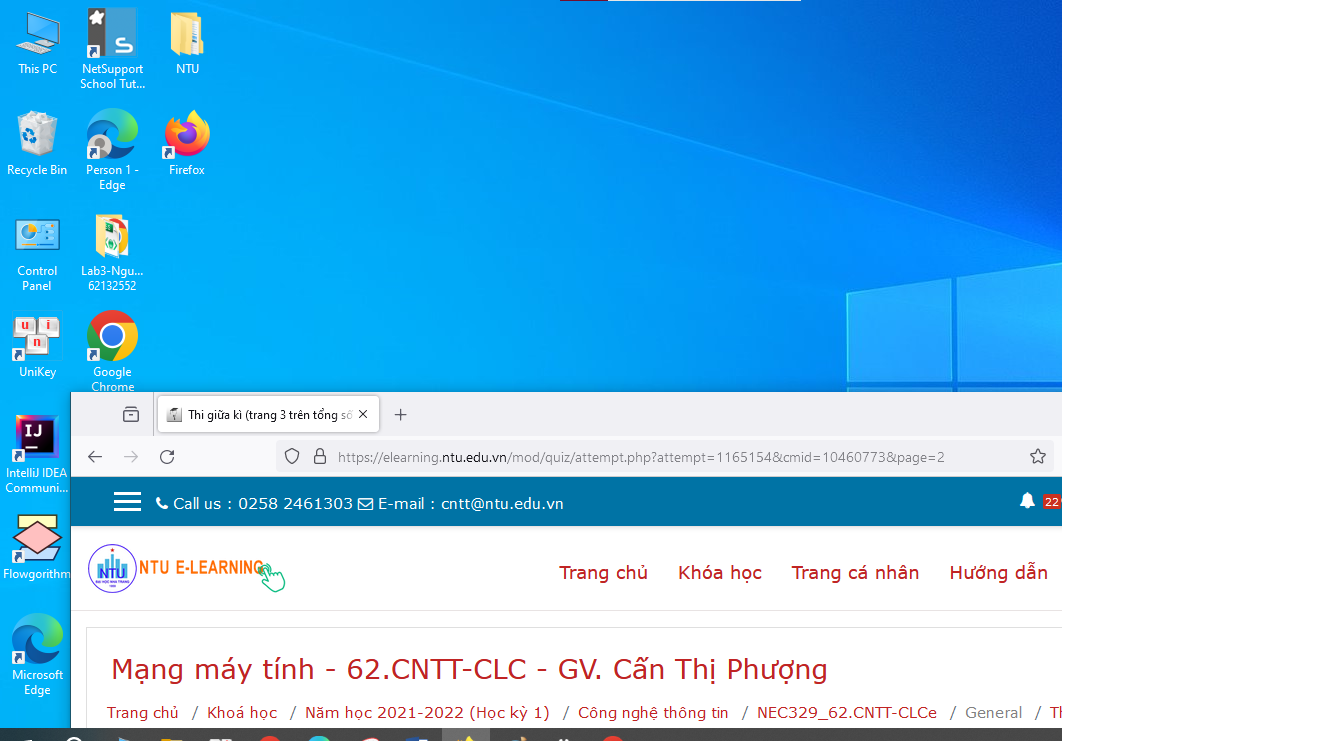 This PC
NetSupport
School Tut...
NTU
Recycle Bin
Person 1 -
Edge
Firefox
Control
Panel
Lab3-Ngu...
62132552
UniKey
Google
Chrome
IntelliJ IDEA
Communi...
Flowgorithm
Microsoft
Edge
Thi giữa kì (trang 3 trên tổng số
https://elearning.ntu.edu.vn/mod/quiz/attempt.php?attempt=1165154&cmid=10460773&page=2
Call us : 0258 2461303 E-mail : cntt@ntu.edu.vn
22
NTU
NTU E-LEARNING
Trang chủ Khóa học Trang cá nhân Hướng dẫn
Mạng máy tính - 62.CNTT-CLC - GV. Cấn Thị Phượng
Trang chủ / Khoá học / Năm học 2021-2022 (Học kỳ 1) / Công nghệ thông tin / NEC329_62.CNTT-CLCe / General /